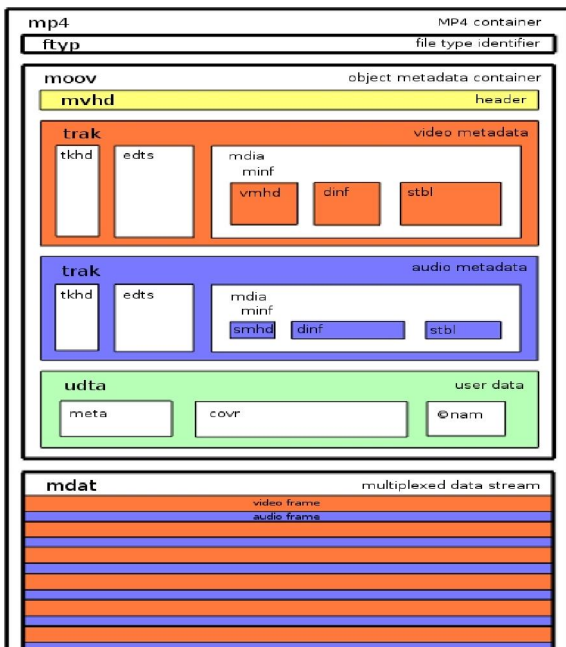 mp4 MP4 container
ftyp file type identifier
moov object metadata container
mvhd header
trak video metadata
tkhd edts mdia
minf
vmhd dinf stbl
trak audio metadata
tkhd edts mdia
minf
smhd dinf stbl
udta user data
meta covr ©nam
mdat multiplexed data stream
video frame
audio frame